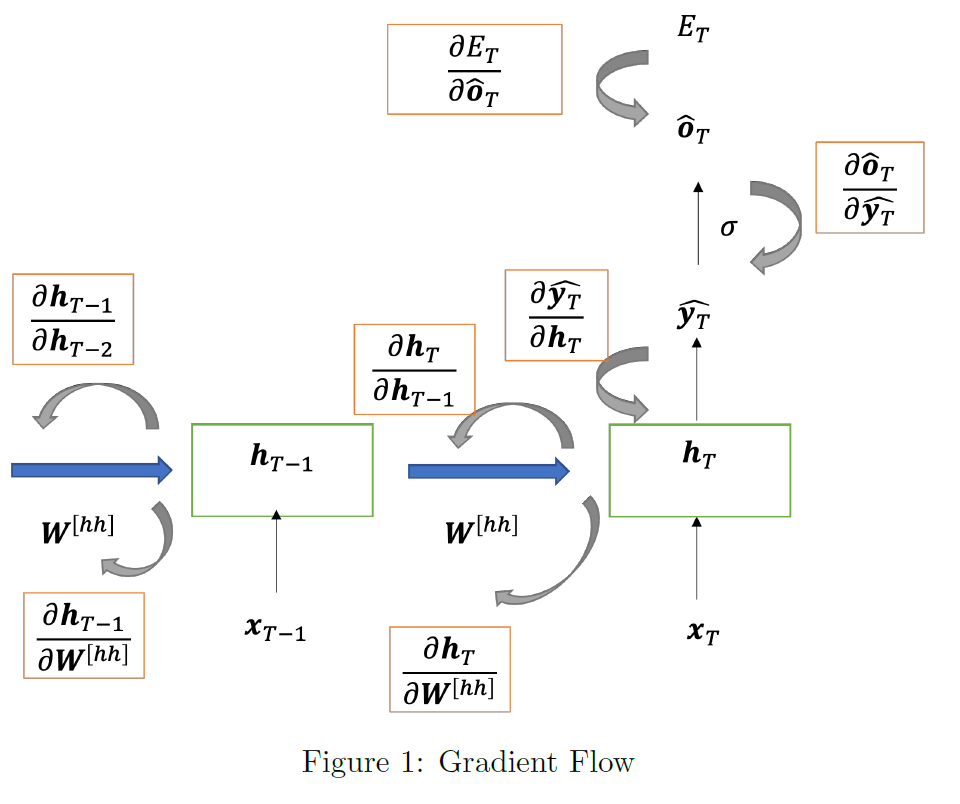 E_T
∂E_T / ∂ô_T
ô_T
∂ô_T / ∂ŷ_T
σ
∂h_{T−1} / ∂h_{T−2}
∂ŷ_T / ∂h_T
ŷ_T
∂h_T / ∂h_{T−1}
h_{T−1}
h_T
W^{[hh]}
W^{[hh]}
∂h_{T−1} / ∂W^{[hh]}
x_{T−1}
x_T
∂h_T / ∂W^{[hh]}
Figure 1: Gradient Flow